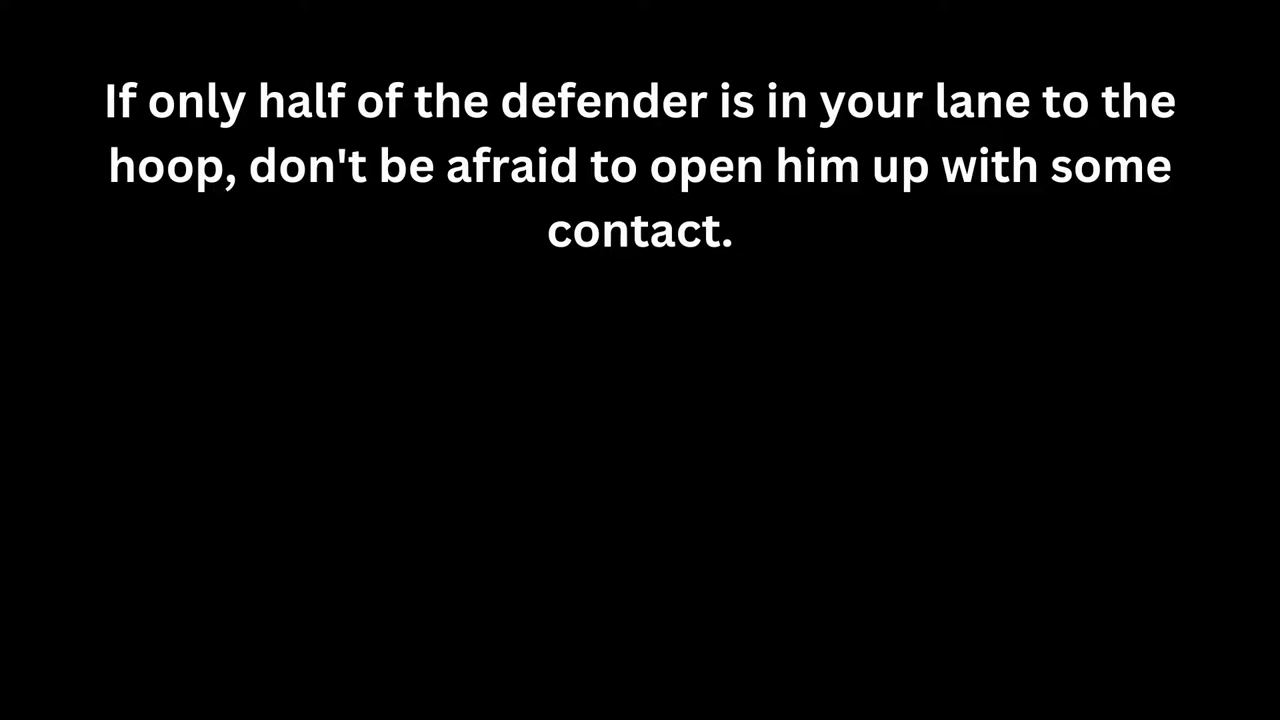 If only half of the defender is in your lane to the
hoop, don't be afraid to open him up with some
contact.